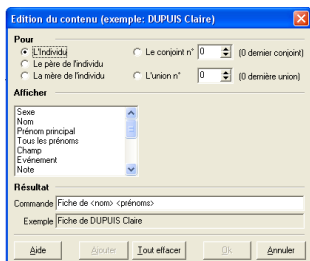 Edition du contenu (exemple: DUPUIS Claire)
Pour
L'Individu
Le conjoint n° 0 (0 dernier conjoint)
Le père de l'individu
La mère de l'individu
L'union n° 0 (0 dernière union)
Afficher
Sexe
Nom
Prénom principal
Tous les prénoms
Champ
Evénement
Note
Résultat
Commande Fiche de <nom> <prénoms>
Exemple Fiche de DUPUIS Claire
Aide Ajouter Tout effacer Ok Annuler